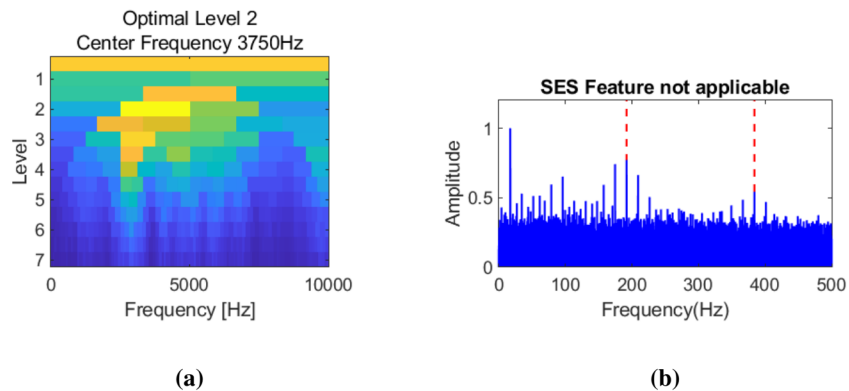 Optimal Level 2
Center Frequency 3750Hz
Level
1
2
3
4
5
6
7
0
5000
10000
Frequency [Hz]
(a)
SES Feature not applicable
Amplitude
1
0.5
0
0
100
200
300
400
500
Frequency(Hz)
(b)